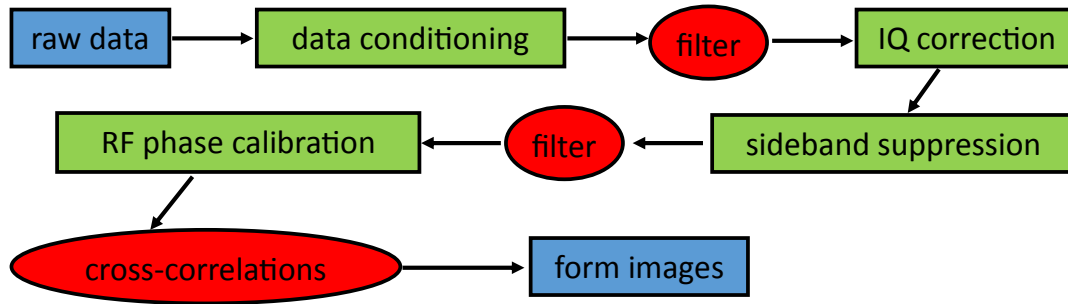 raw data
data conditioning
filter
IQ correction
sideband suppression
filter
RF phase calibration
cross-correlations
form images